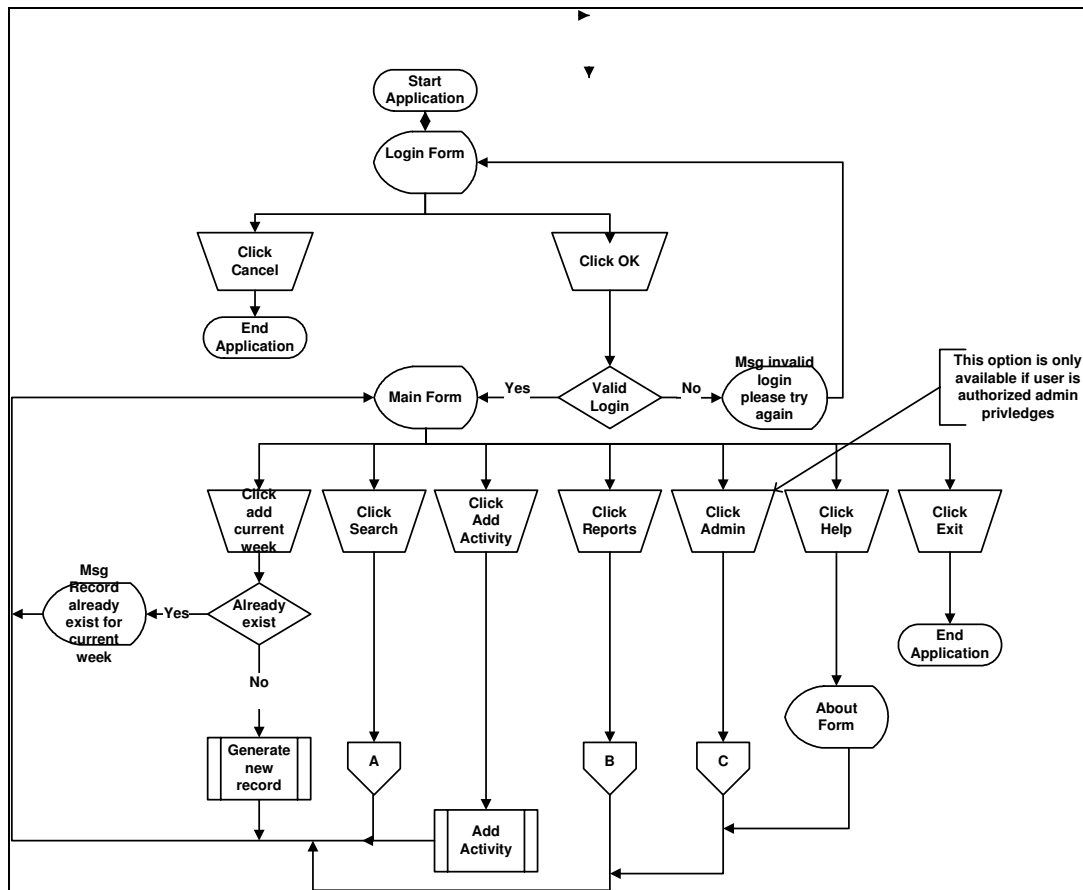 Start
Application
Login Form
Click
Cancel
Click OK
End
Application
Main Form
Yes
Valid
Login
No
Msg invalid
login
please try
again
This option is only
available if user is
authorized admin
privledges
Click
add
current
week
Click
Search
Click
Add
Activity
Click
Reports
Click
Admin
Click
Help
Click
Exit
Msg
Record
already
exist for
current
week
Yes
Already
exist
No
End
Application
About
Form
Generate
new
record
A
B
C
Add
Activity